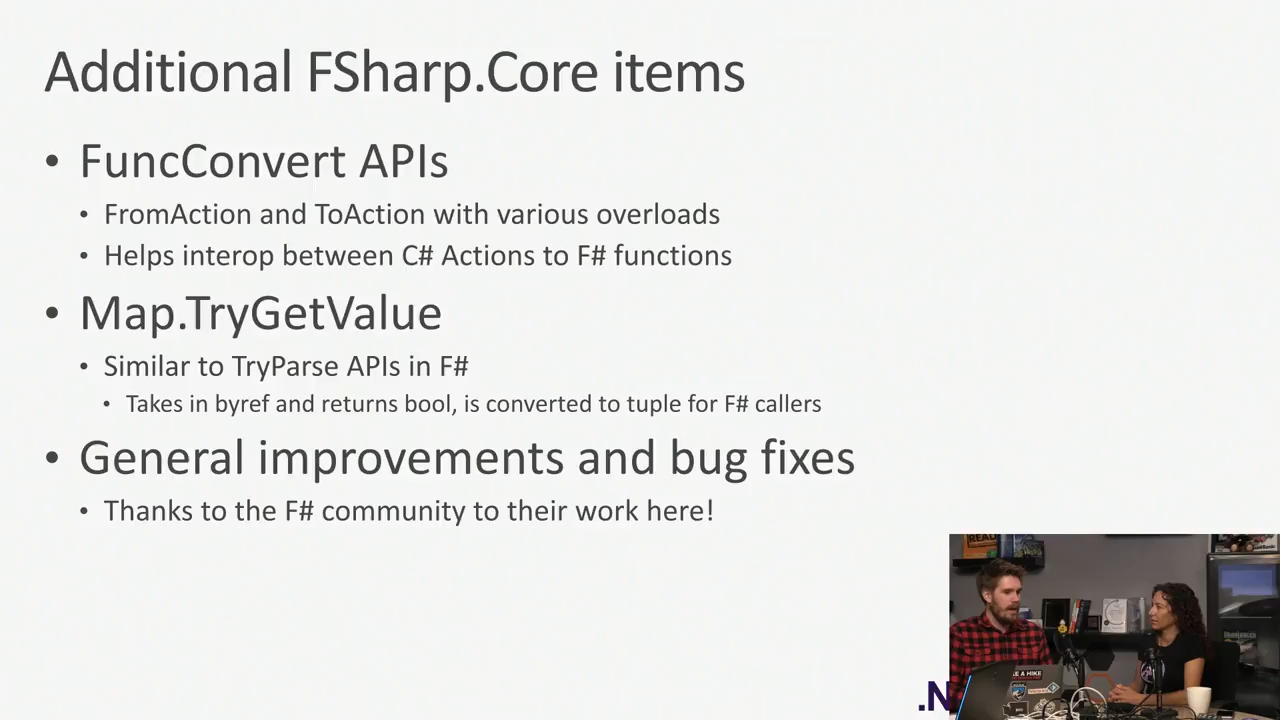 Additional FSharp.Core items
• FuncConvert APIs
• FromAction and ToAction with various overloads
• Helps interop between C# Actions to F# functions
• Map.TryGetValue
• Similar to TryParse APIs in F#
• Takes in byref and returns bool, is converted to tuple for F# callers
• General improvements and bug fixes
• Thanks to the F# community to their work here!
.N